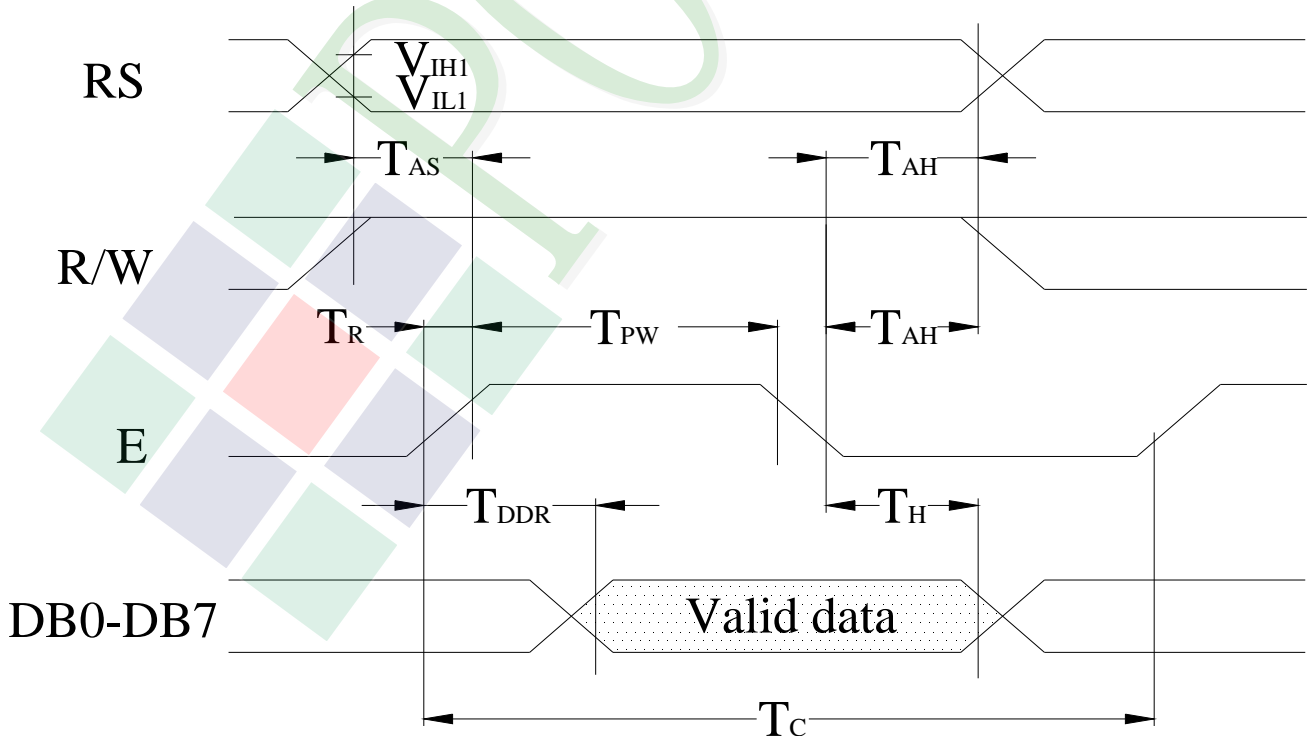 RS
VIH1
VIL1
TAS
TAH
R/W
TR
TPW
TAH
E
TDDR
TH
DB0-DB7
Valid data
TC